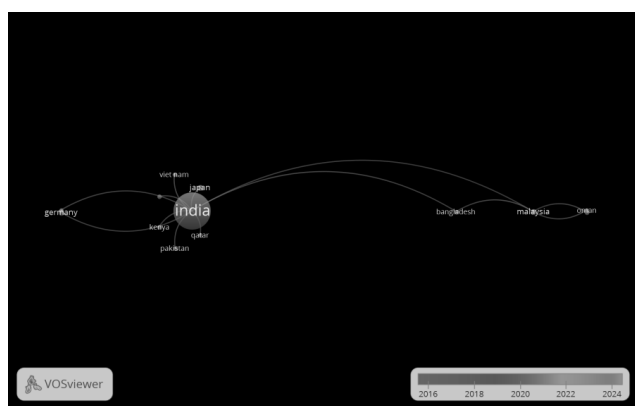 viet nam
japan
germany
india
bangladesh
malaysia
oman
kenya
qatar
pakistan
VOSviewer
2016 2018 2020 2022 2024